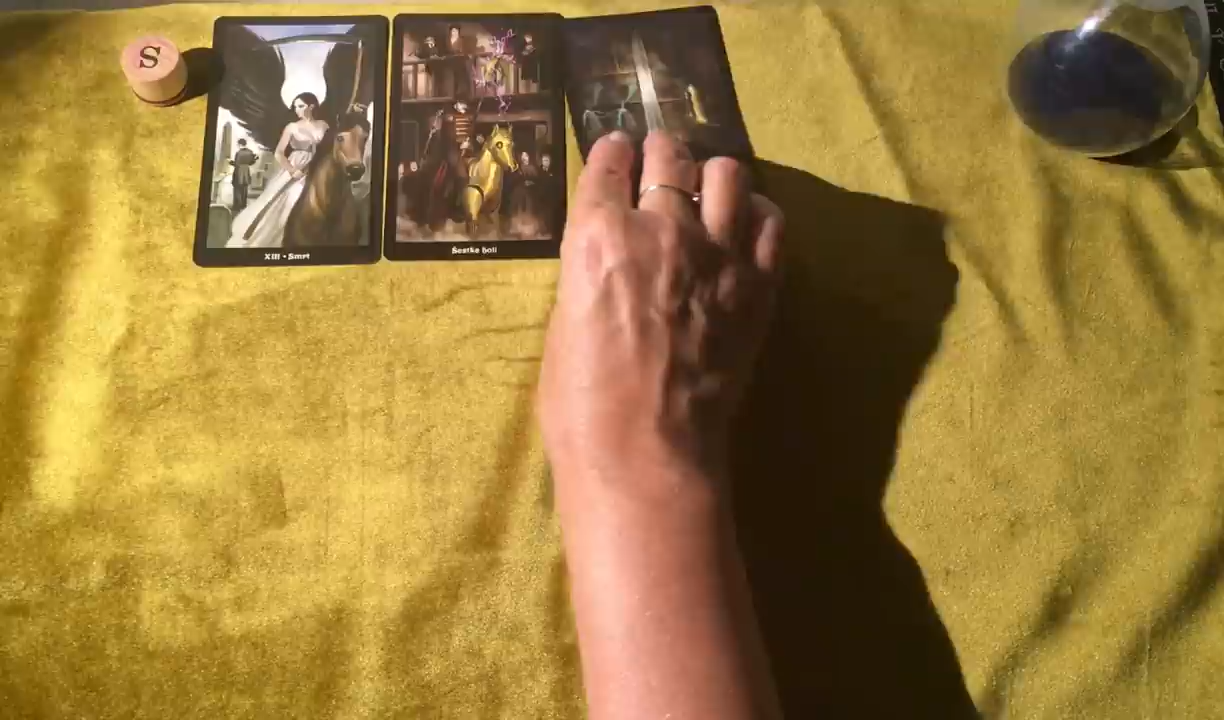 S
XIII • Smrt
Šestka holí